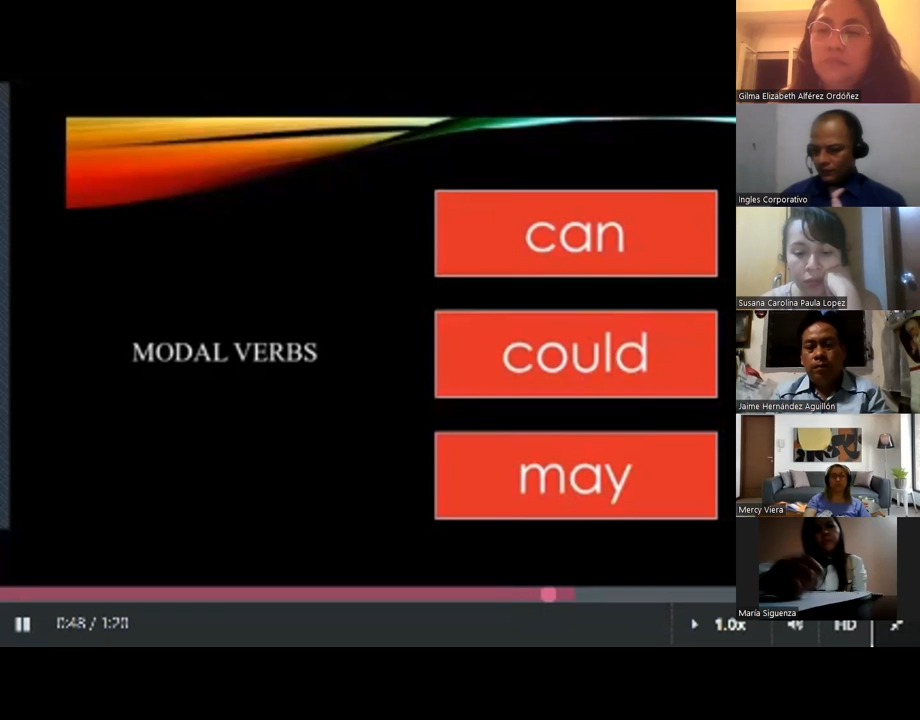 can
could
MODAL VERBS
may
0:48 / 1:20
1.0x
HD
Gilma Elizabeth Alférez Ordóñez
Ingles Corporativo
Susana Carolina Paula Lopez
Jaime Hernández Aguillón
Mercy Viera
María Siguenza